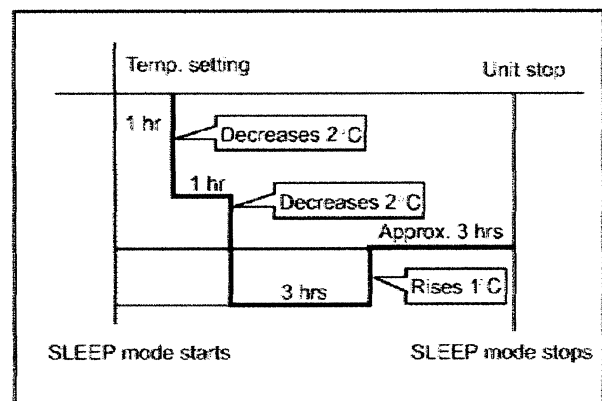 Temp. setting
Unit stop
1 hr
Decreases 2°C
1 hr
Decreases 2°C
Approx. 3 hrs
3 hrs
Rises 1°C
SLEEP mode starts
SLEEP mode stops